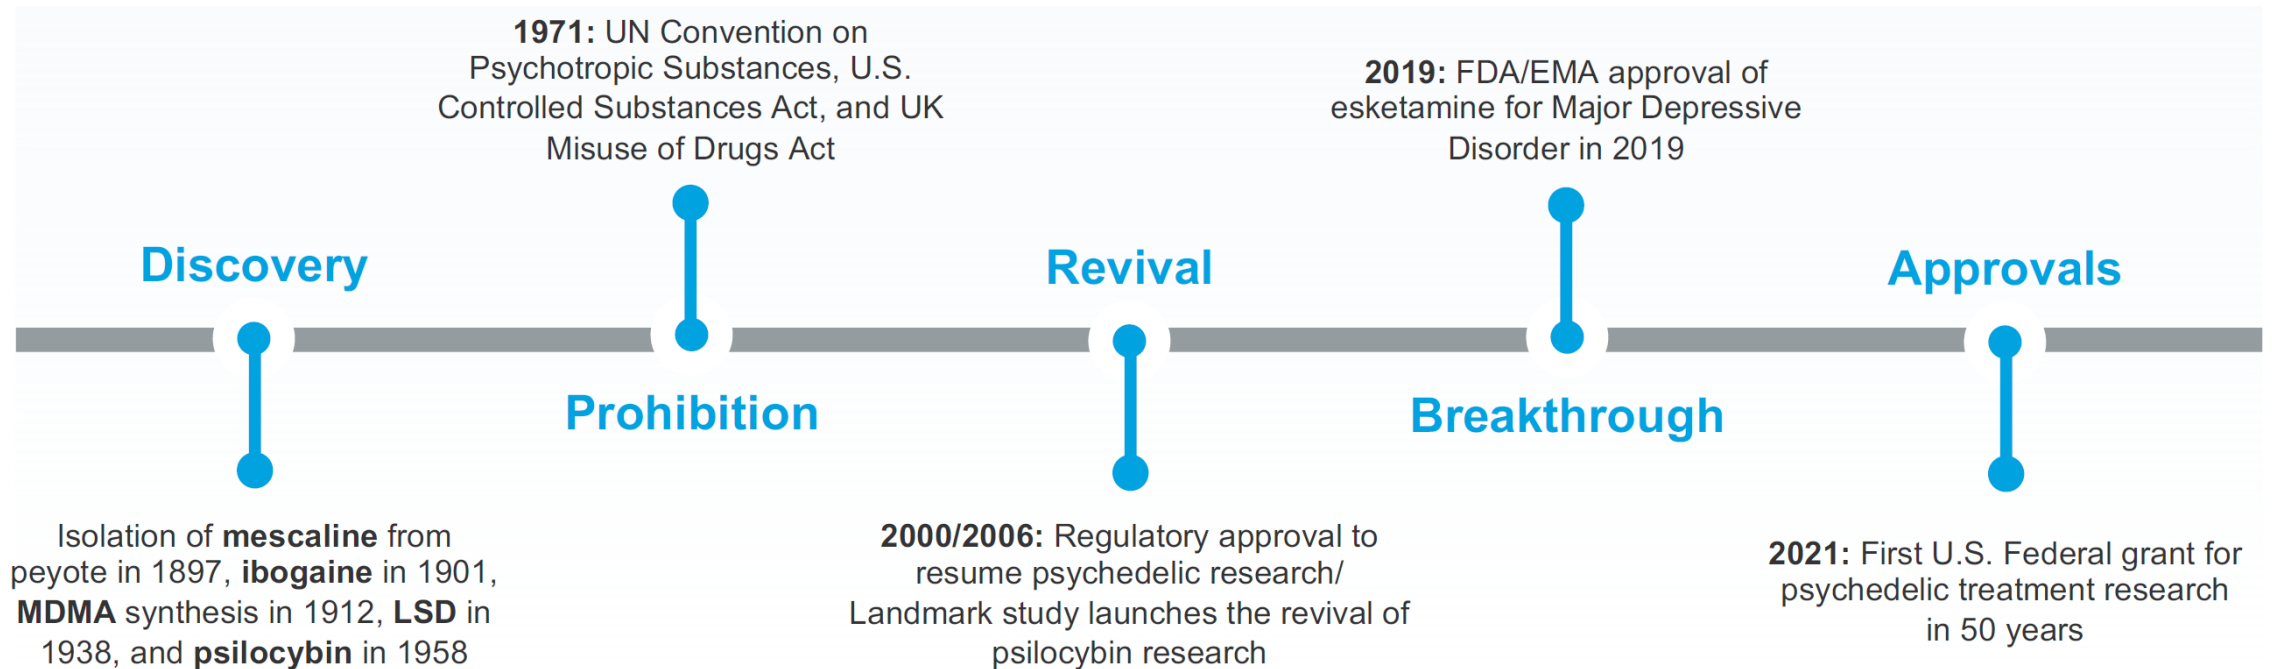 Discovery
Isolation of mescaline from
peyote in 1897, ibogaine in 1901,
MDMA synthesis in 1912, LSD in
1938, and psilocybin in 1958
1971: UN Convention on
Psychotropic Substances, U.S.
Controlled Substances Act, and UK
Misuse of Drugs Act
Prohibition
Revival
2000/2006: Regulatory approval to
resume psychedelic research/
Landmark study launches the revival of
psilocybin research
2019: FDA/EMA approval of
esketamine for Major Depressive
Disorder in 2019
Breakthrough
Approvals
2021: First U.S. Federal grant for
psychedelic treatment research
in 50 years